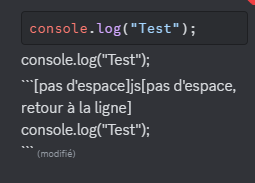 console.log("Test");
console.log("Test");
```[pas d'espace]js[pas d'espace,
retour à la ligne]
console.log("Test");
``` (modifié)